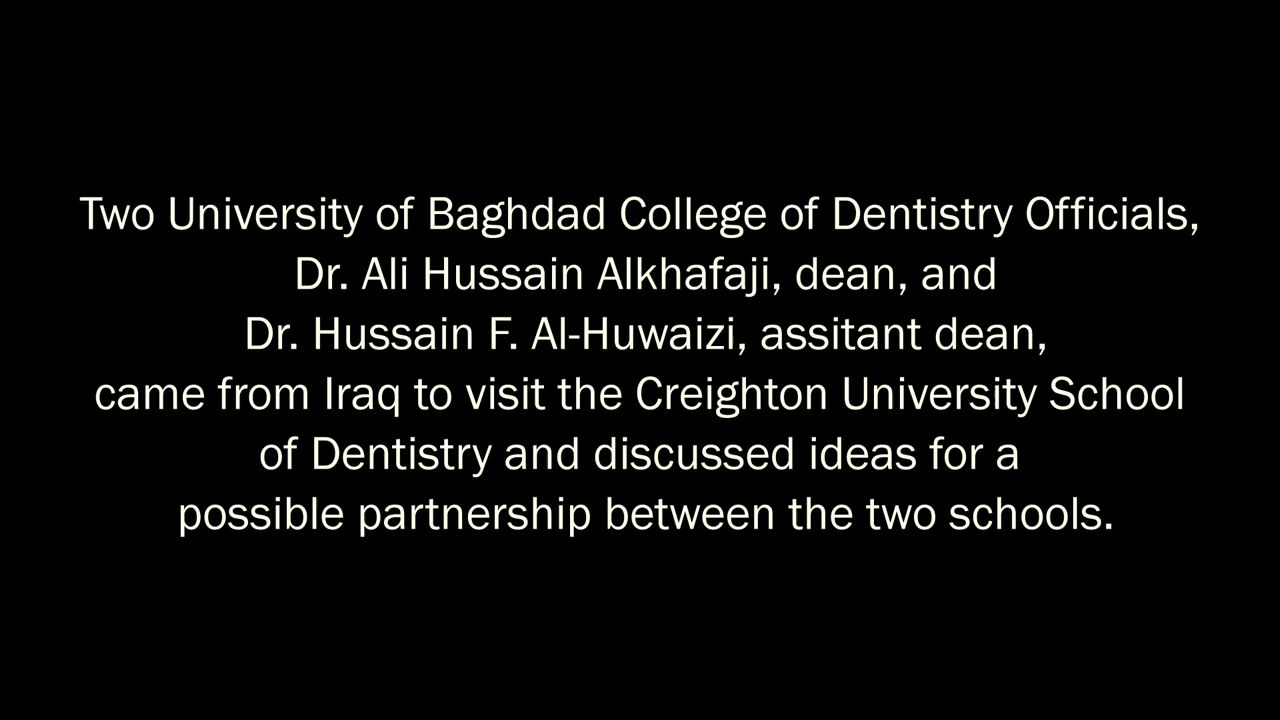 Two University of Baghdad College of Dentistry Officials,
Dr. Ali Hussain Alkhafaji, dean, and
Dr. Hussain F. Al-Huwaizi, assitant dean,
came from Iraq to visit the Creighton University School
of Dentistry and discussed ideas for a
possible partnership between the two schools.